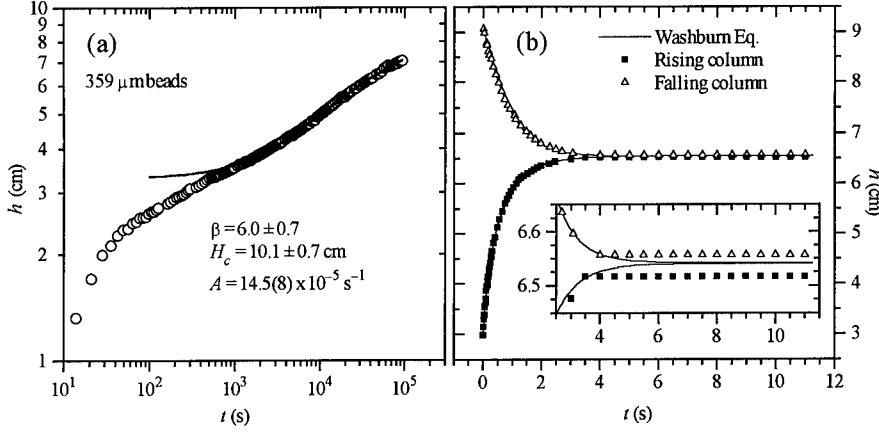 (a)
359 μm beads
β = 6.0 ± 0.7
H_c = 10.1 ± 0.7 cm
A = 14.5(8) x 10^–5 s^–1
h (cm)
10
7
6
5
4
3
2
1
10^1
10^2
10^3
10^4
10^5
t (s)
(b)
Washburn Eq.
Rising column
Falling column
6.6
6.5
0 2 4 6 8 10
0
2
4
6
8
10
12
t (s)
9
8
7
6
5
4
3
h (cm)